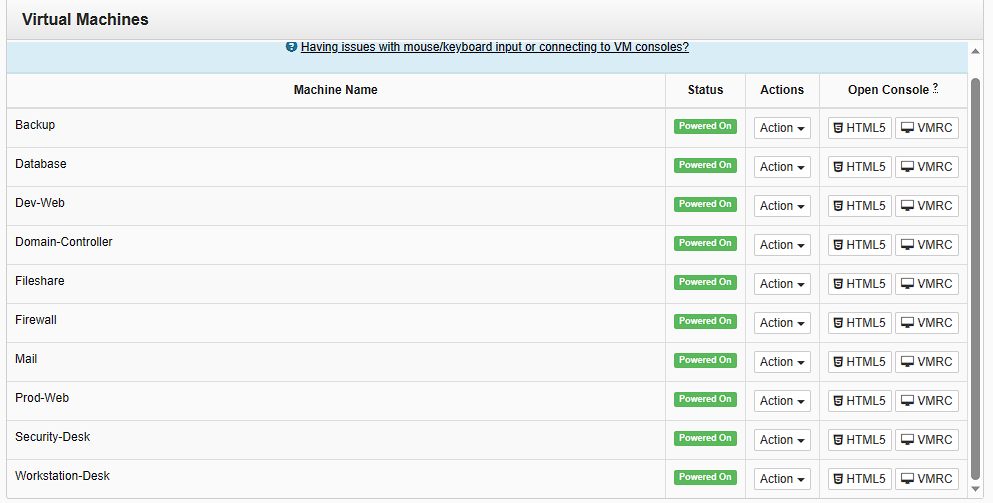 Virtual Machines
Having issues with mouse/keyboard input or connecting to VM consoles?
Machine Name Status Actions Open Console ?
Backup Powered On Action HTML5 VMRC
Database Powered On Action HTML5 VMRC
Dev-Web Powered On Action HTML5 VMRC
Domain-Controller Powered On Action HTML5 VMRC
Fileshare Powered On Action HTML5 VMRC
Firewall Powered On Action HTML5 VMRC
Mail Powered On Action HTML5 VMRC
Prod-Web Powered On Action HTML5 VMRC
Security-Desk Powered On Action HTML5 VMRC
Workstation-Desk Powered On Action HTML5 VMRC